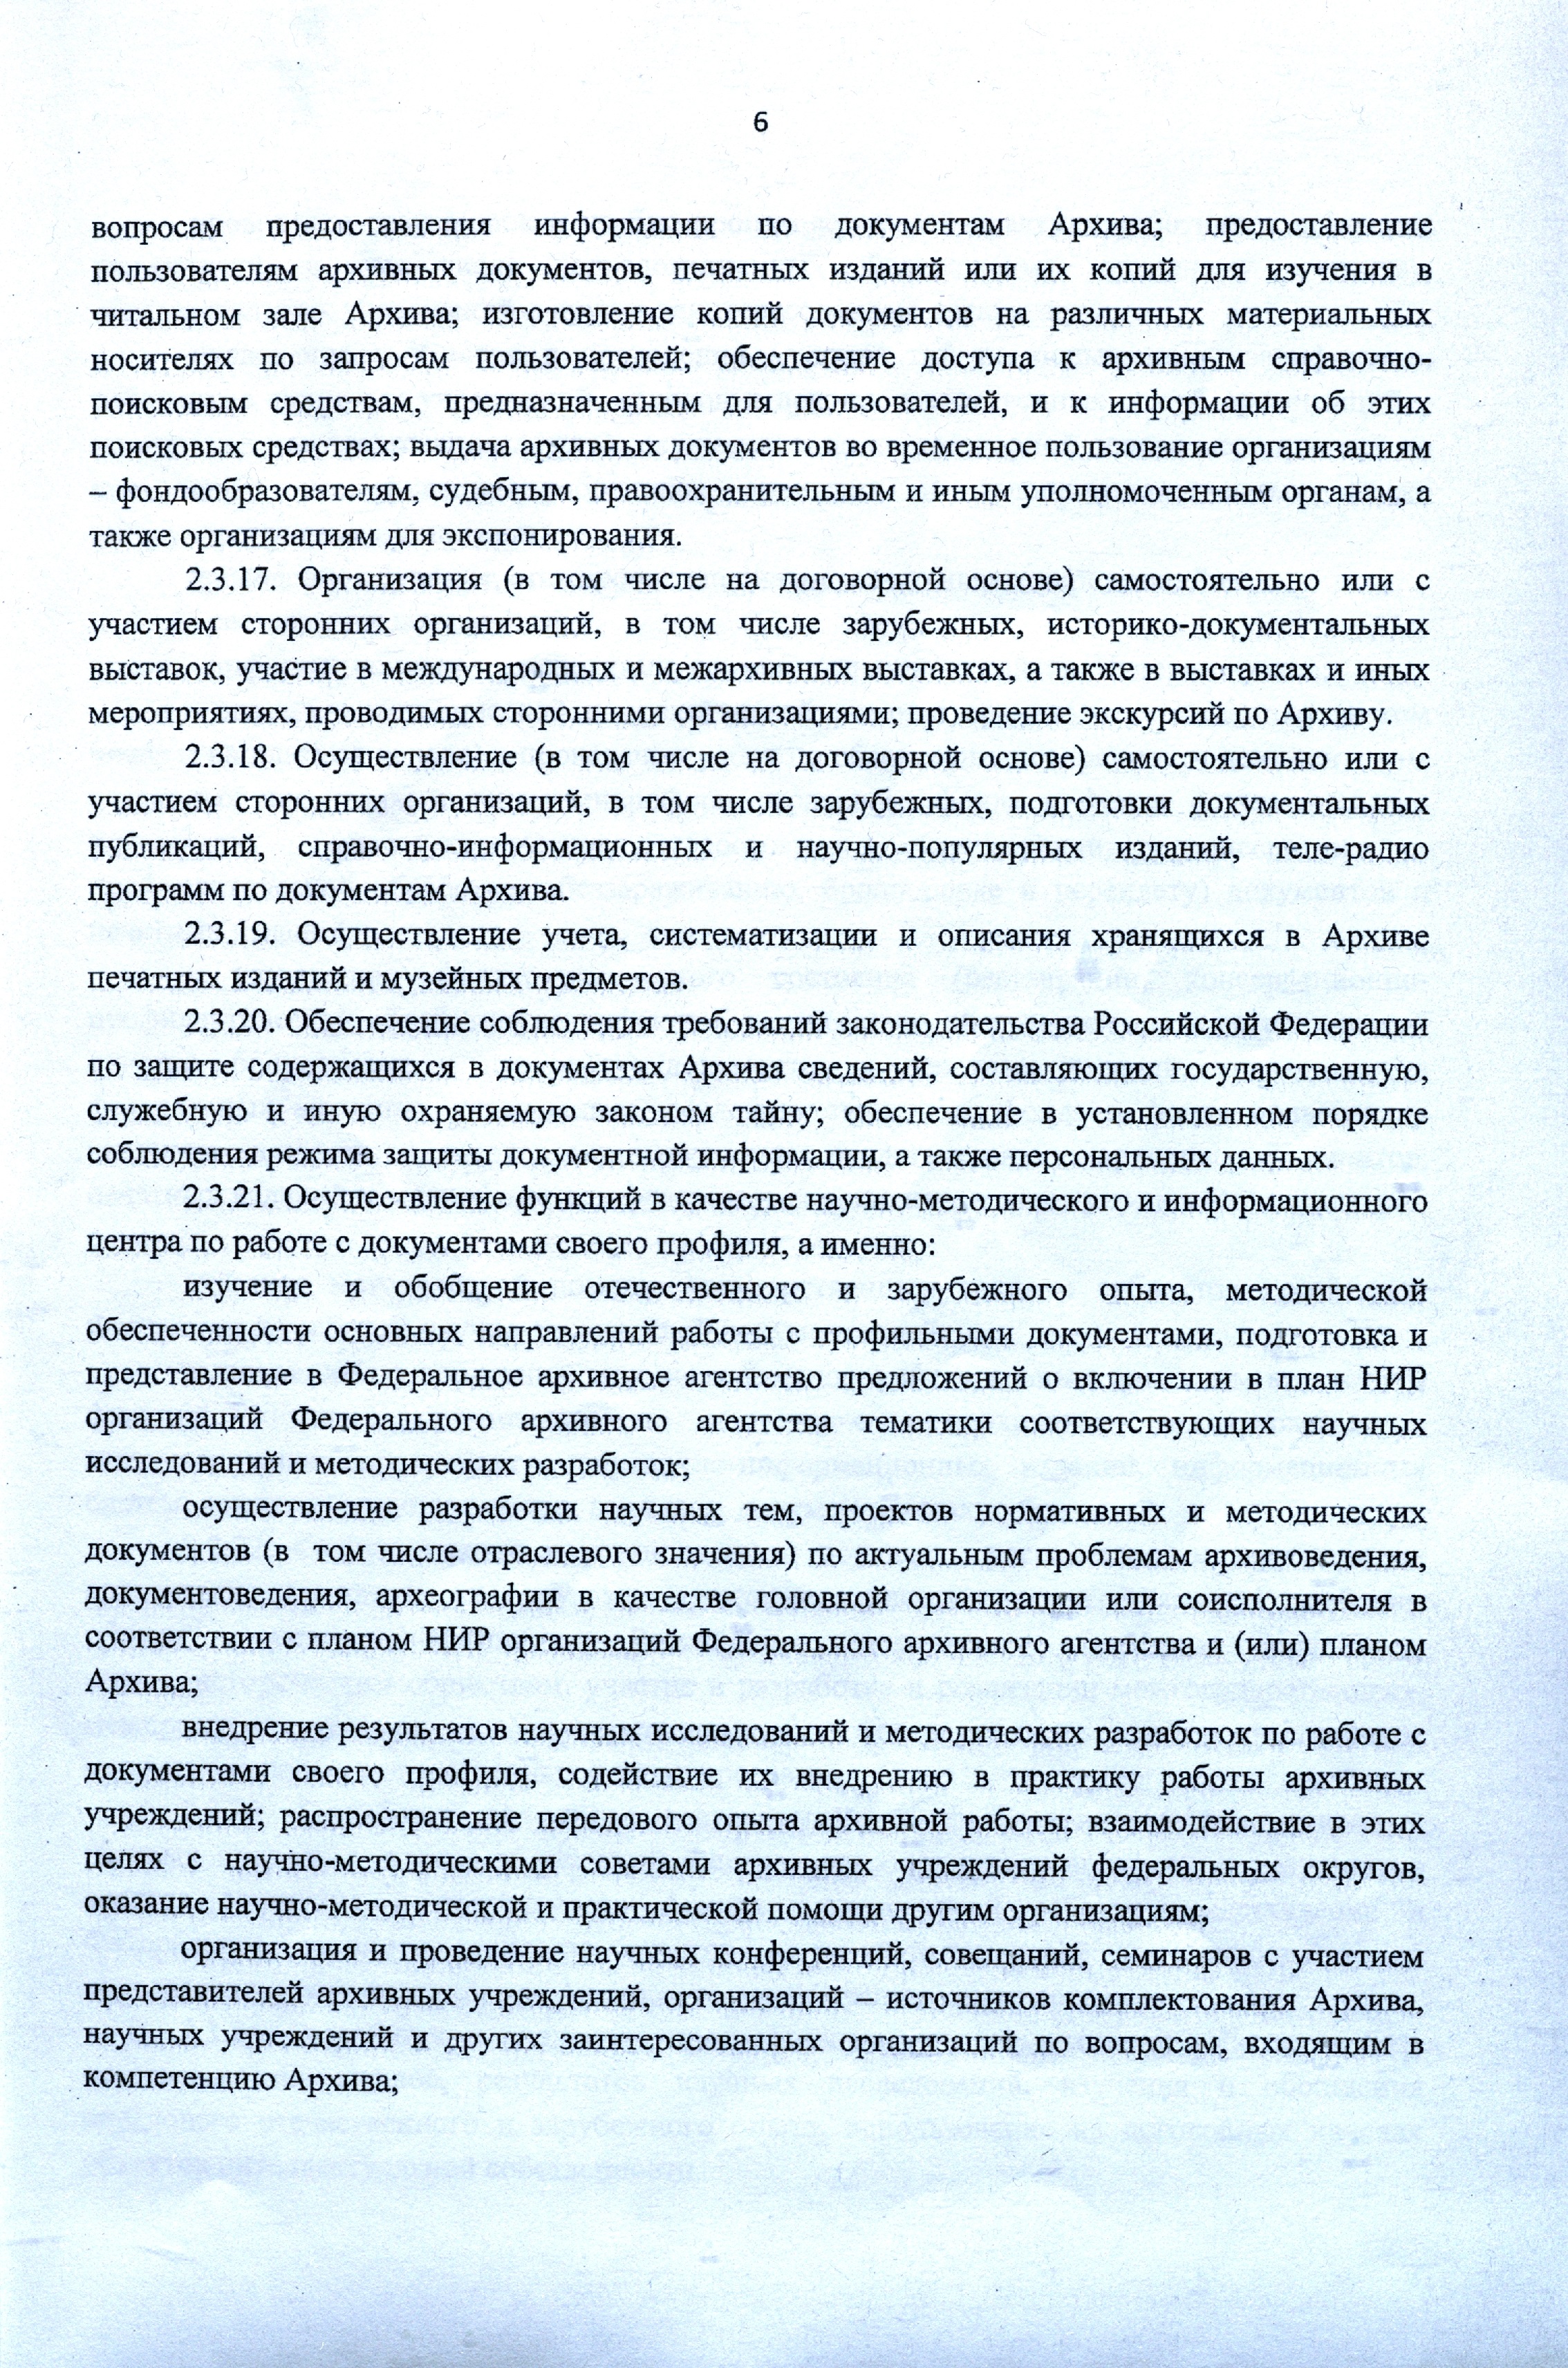 6
вопросам предоставления информации по документам Архива; предоставление
пользователям архивных документов, печатных изданий или их копий для изучения в
читальном зале Архива; изготовление копий документов на различных материальных
носителях по запросам пользователей; обеспечение доступа к архивным справочно-
поисковым средствам, предназначенным для пользователей, и к информации об этих
поисковых средствах; выдача архивных документов во временное пользование организациям
– фондообразователям, судебным, правоохранительным и иным уполномоченным органам, а
также организациям для экспонирования.
2.3.17. Организация (в том числе на договорной основе) самостоятельно или с
участием сторонних организаций, в том числе зарубежных, историко-документальных
выставок, участие в международных и межархивных выставках, а также в выставках и иных
мероприятиях, проводимых сторонними организациями; проведение экскурсий по Архиву.
2.3.18. Осуществление (в том числе на договорной основе) самостоятельно или с
участием сторонних организаций, в том числе зарубежных, подготовки документальных
публикаций, справочно-информационных и научно-популярных изданий, теле-радио
программ по документам Архива.
2.3.19. Осуществление учета, систематизации и описания хранящихся в Архиве
печатных изданий и музейных предметов.
2.3.20. Обеспечение соблюдения требований законодательства Российской Федерации
по защите содержащихся в документах Архива сведений, составляющих государственную,
служебную и иную охраняемую законом тайну; обеспечение в установленном порядке
соблюдения режима защиты документной информации, а также персональных данных.
2.3.21. Осуществление функций в качестве научно-методического и информационного
центра по работе с документами своего профиля, а именно:
изучение и обобщение отечественного и зарубежного опыта, методической
обеспеченности основных направлений работы с профильными документами, подготовка и
представление в Федеральное архивное агентство предложений о включении в план НИР
организаций Федерального архивного агентства тематики соответствующих научных
исследований и методических разработок;
осуществление разработки научных тем, проектов нормативных и методических
документов (в том числе отраслевого значения) по актуальным проблемам архивоведения,
документоведения, археографии в качестве головной организации или соисполнителя в
соответствии с планом НИР организаций Федерального архивного агентства и (или) планом
Архива;
внедрение результатов научных исследований и методических разработок по работе с
документами своего профиля, содействие их внедрению в практику работы архивных
учреждений; распространение передового опыта архивной работы; взаимодействие в этих
целях с научно-методическими советами архивных учреждений федеральных округов,
оказание научно-методической и практической помощи другим организациям;
организация и проведение научных конференций, совещаний, семинаров с участием
представителей архивных учреждений, организаций – источников комплектования Архива,
научных учреждений и других заинтересованных организаций по вопросам, входящим в
компетенцию Архива;